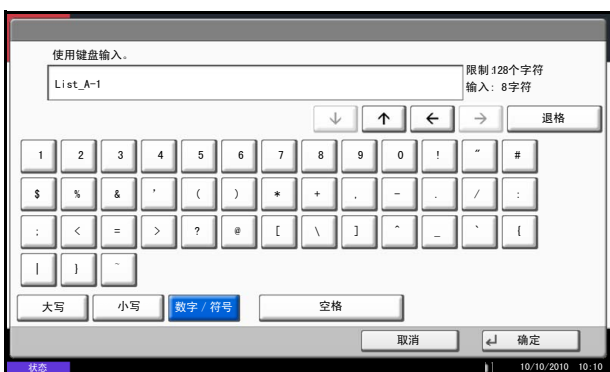 使用键盘输入。
List_A-1
限制:128个字符
输入: 8字符
↓ ↑ ← → 退格
1 2 3 4 5 6 7 8 9 0 ! " #
$ % & ' ( ) * + , - . / :
; < = > ? @ [ \ ] ^ _ ` {
| } ~
大写 小写 数字 / 符号 空格
取消 确定
状态 10/10/2010 10:10